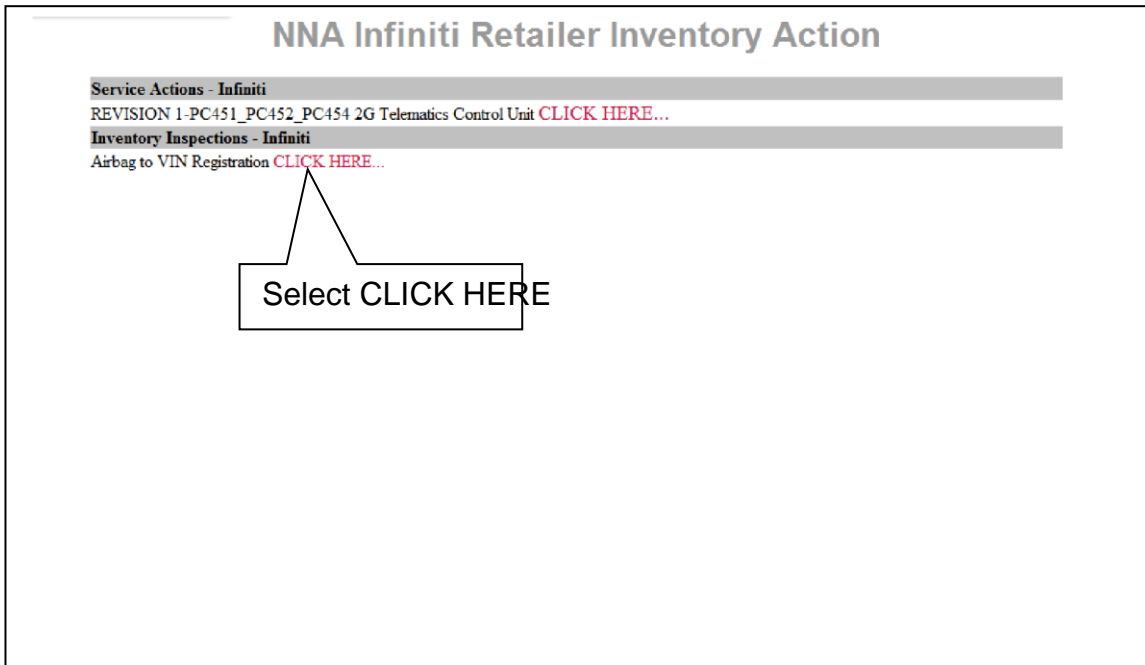 NNA Infiniti Retailer Inventory Action
Service Actions - Infiniti
REVISION 1-PC451_PC452_PC454 2G Telematics Control Unit CLICK HERE...
Inventory Inspections - Infiniti
Airbag to VIN Registration CLICK HERE...
Select CLICK HERE